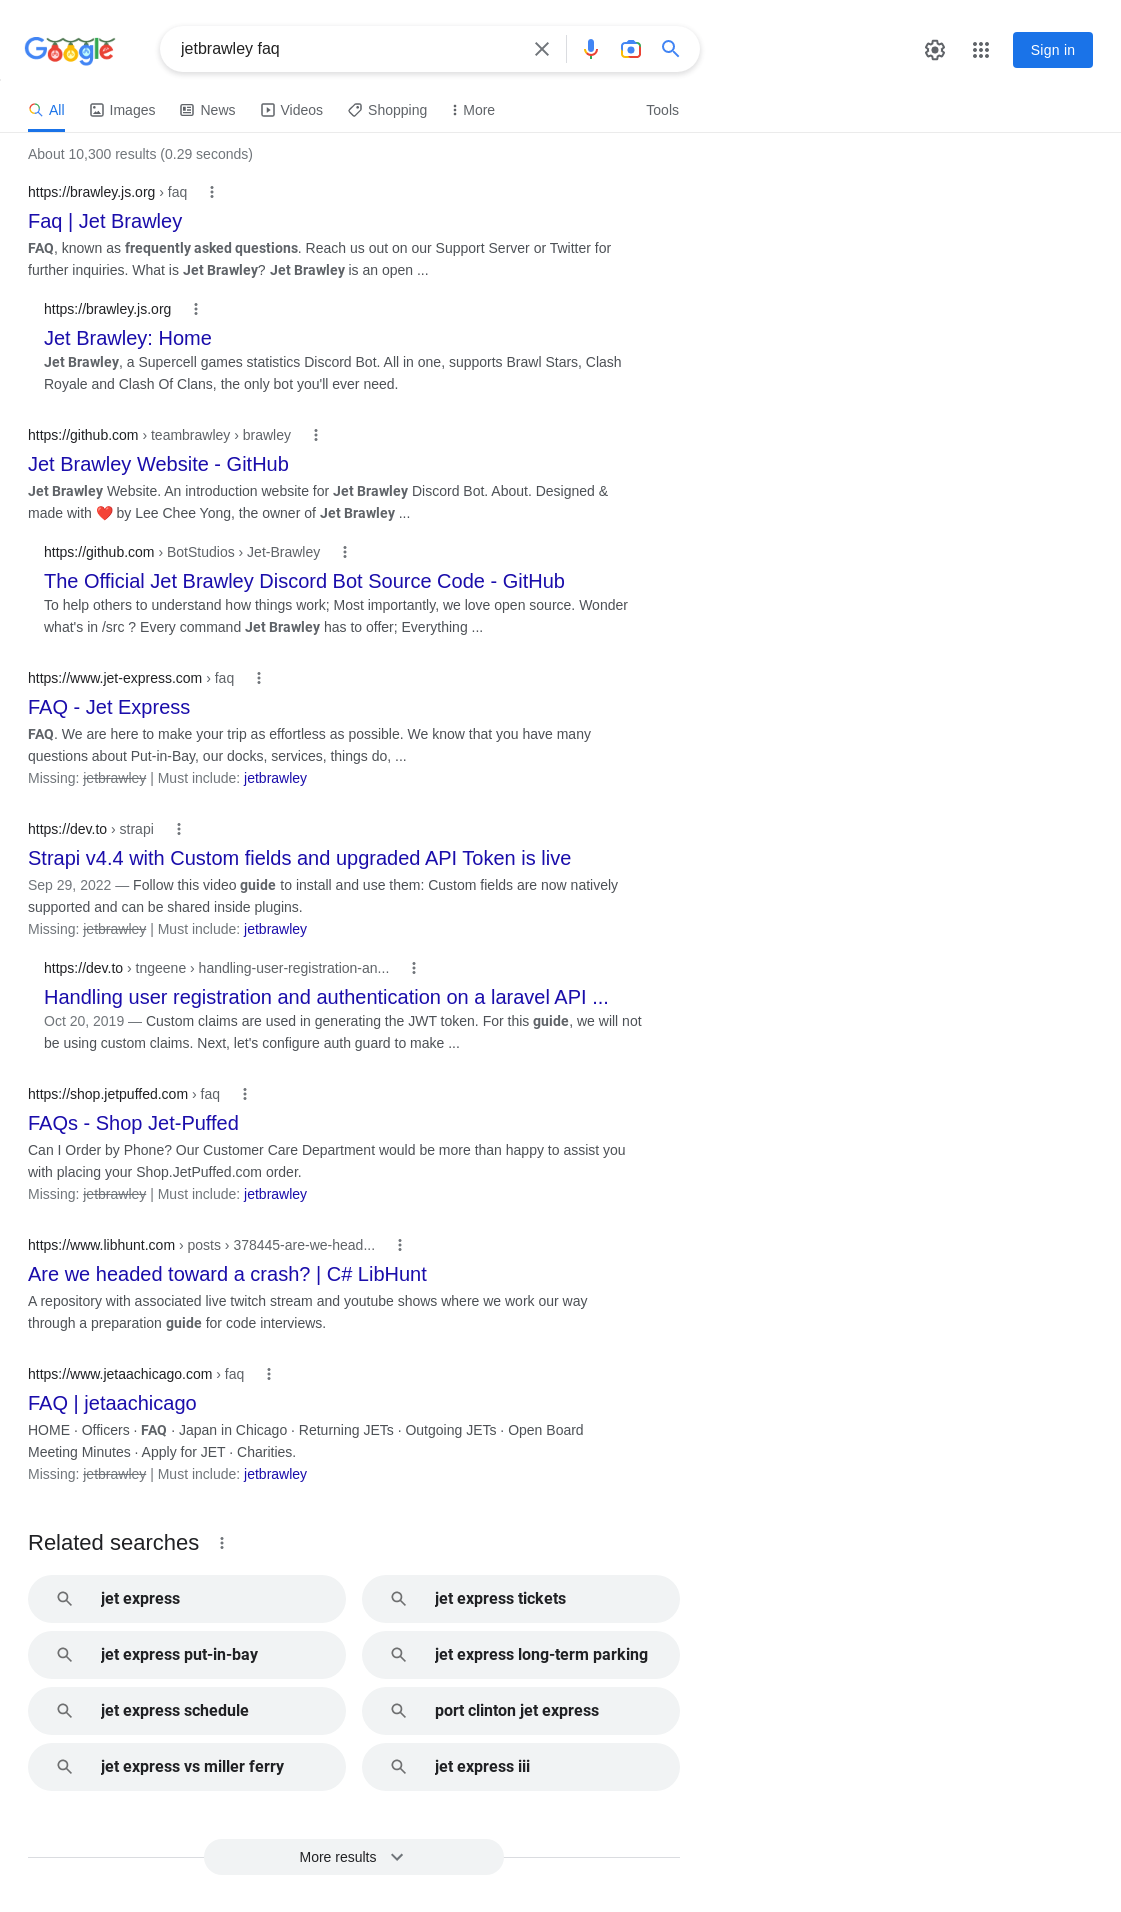 Google
jetbrawley faq
Sign in
All Images News Videos Shopping More Tools
About 10,300 results (0.29 seconds)
https://brawley.js.org › faq
Faq | Jet Brawley
FAQ, known as frequently asked questions. Reach us out on our Support Server or Twitter for
further inquiries. What is Jet Brawley? Jet Brawley is an open ...
https://brawley.js.org
Jet Brawley: Home
Jet Brawley, a Supercell games statistics Discord Bot. All in one, supports Brawl Stars, Clash
Royale and Clash Of Clans, the only bot you'll ever need.
https://github.com › teambrawley › brawley
Jet Brawley Website - GitHub
Jet Brawley Website. An introduction website for Jet Brawley Discord Bot. About. Designed &
made with ❤️ by Lee Chee Yong, the owner of Jet Brawley ...
https://github.com › BotStudios › Jet-Brawley
The Official Jet Brawley Discord Bot Source Code - GitHub
To help others to understand how things work; Most importantly, we love open source. Wonder
what's in /src ? Every command Jet Brawley has to offer; Everything ...
https://www.jet-express.com › faq
FAQ - Jet Express
FAQ. We are here to make your trip as effortless as possible. We know that you have many
questions about Put-in-Bay, our docks, services, things do, ...
Missing: jetbrawley | Must include: jetbrawley
https://dev.to › strapi
Strapi v4.4 with Custom fields and upgraded API Token is live
Sep 29, 2022 — Follow this video guide to install and use them: Custom fields are now natively
supported and can be shared inside plugins.
Missing: jetbrawley | Must include: jetbrawley
https://dev.to › tngeene › handling-user-registration-an...
Handling user registration and authentication on a laravel API ...
Oct 20, 2019 — Custom claims are used in generating the JWT token. For this guide, we will not
be using custom claims. Next, let's configure auth guard to make ...
https://shop.jetpuffed.com › faq
FAQs - Shop Jet-Puffed
Can I Order by Phone? Our Customer Care Department would be more than happy to assist you
with placing your Shop.JetPuffed.com order.
Missing: jetbrawley | Must include: jetbrawley
https://www.libhunt.com › posts › 378445-are-we-head...
Are we headed toward a crash? | C# LibHunt
A repository with associated live twitch stream and youtube shows where we work our way
through a preparation guide for code interviews.
https://www.jetaachicago.com › faq
FAQ | jetaachicago
HOME · Officers · FAQ · Japan in Chicago · Returning JETs · Outgoing JETs · Open Board
Meeting Minutes · Apply for JET · Charities.
Missing: jetbrawley | Must include: jetbrawley
Related searches
jet express
jet express tickets
jet express put-in-bay
jet express long-term parking
jet express schedule
port clinton jet express
jet express vs miller ferry
jet express iii
More results